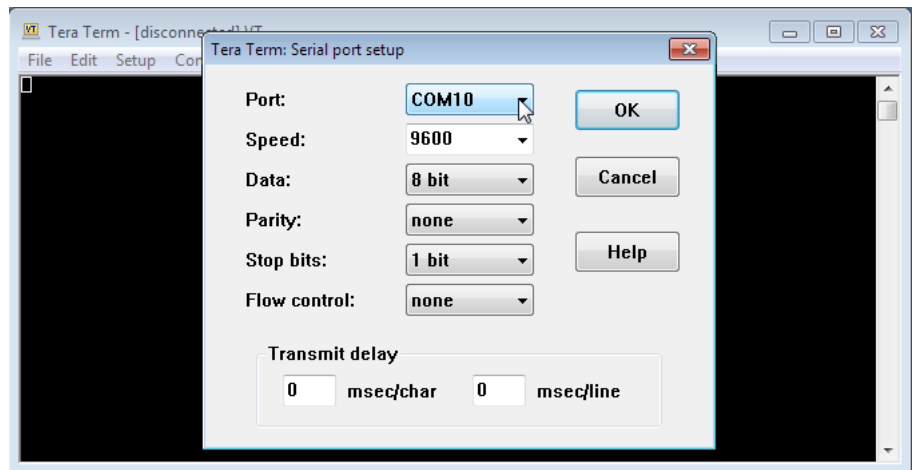 VT Tera Term - [disconnected] VT
File Edit Setup Con
Tera Term: Serial port setup
Port: COM10 OK
Speed: 9600
Data: 8 bit Cancel
Parity: none
Stop bits: 1 bit Help
Flow control: none
Transmit delay
0 msec/char 0 msec/line